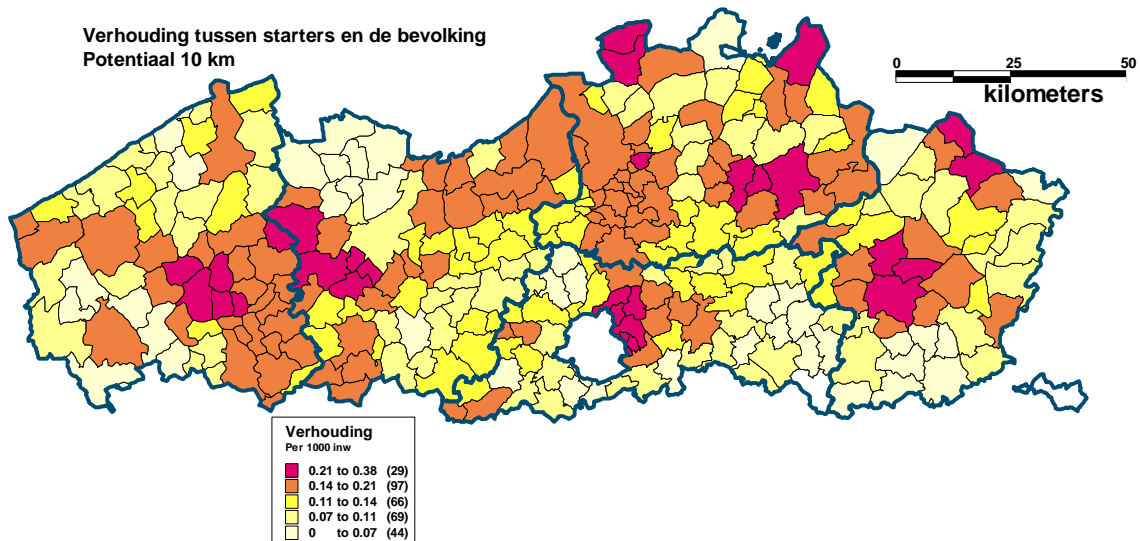 Verhouding tussen starters en de bevolking
Potentiaal 10 km
0 25 50
kilometers
Verhouding
Per 1000 inw
0.21 to 0.38 (29)
0.14 to 0.21 (97)
0.11 to 0.14 (66)
0.07 to 0.11 (69)
0 to 0.07 (44)